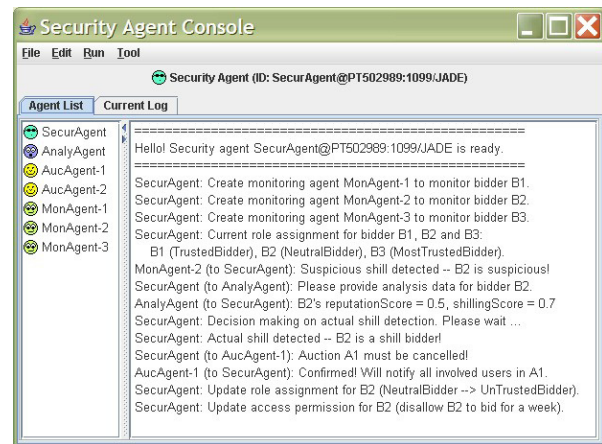 Security Agent Console
File Edit Run Tool
Security Agent (ID: SecurAgent@PT502989:1099/JADE)
Agent List Current Log
SecurAgent
AnalyAgent
AucAgent-1
AucAgent-2
MonAgent-1
MonAgent-2
MonAgent-3
==================================================
Hello! Security agent SecurAgent@PT502989:1099/JADE is ready.
==================================================
SecurAgent: Create monitoring agent MonAgent-1 to monitor bidder B1.
SecurAgent: Create monitoring agent MonAgent-2 to monitor bidder B2.
SecurAgent: Create monitoring agent MonAgent-3 to monitor bidder B3.
SecurAgent: Current role assignment for bidder B1, B2 and B3:
B1 (TrustedBidder), B2 (NeutralBidder), B3 (MostTrustedBidder).
MonAgent-2 (to SecurAgent): Suspicious shill detected -- B2 is suspicious!
SecurAgent (to AnalyAgent): Please provide analysis data for bidder B2.
AnalyAgent (to SecurAgent): B2's reputationScore = 0.5, shillingScore = 0.7
SecurAgent: Decision making on actual shill detection. Please wait ...
SecurAgent: Actual shill detected -- B2 is a shill bidder!
SecurAgent (to AucAgent-1): Auction A1 must be cancelled!
AucAgent-1 (to SecurAgent): Confirmed! Will notify all involved users in A1.
SecurAgent: Update role assignment for B2 (NeutralBidder --> UnTrustedBidder).
SecurAgent: Update access permission for B2 (disallow B2 to bid for a week).